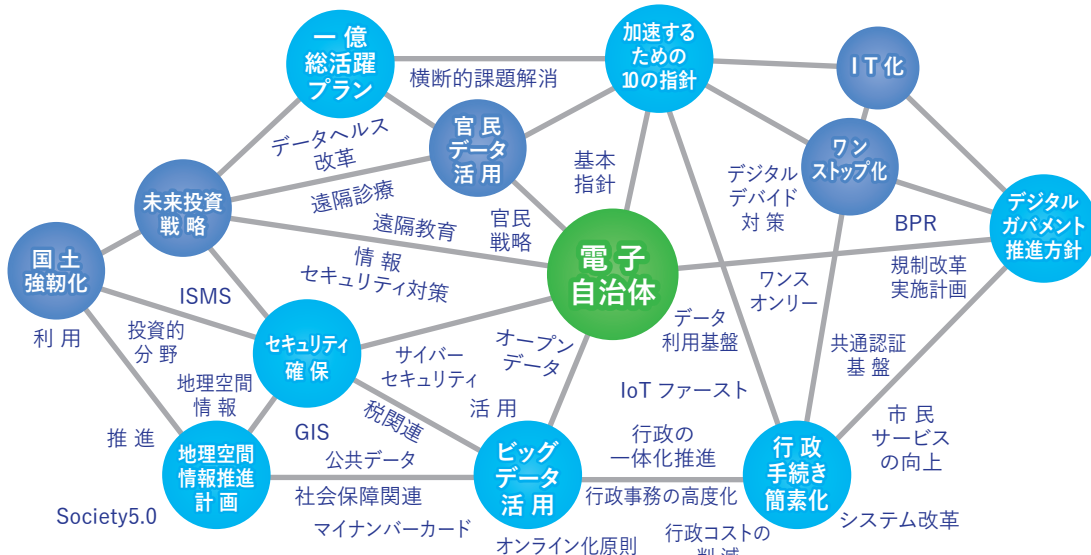 一 億
総活躍
プラン
加速する
ための
10の指針
IT化
横断的課題解消
官 民
データ
活 用
データヘルス
改革
ワン
ストップ化
基本
指針
デジタル
デバイド
対 策
未来投資
戦 略
遠隔診療
遠隔教育
官民
戦略
デジタル
ガバメント
推進方針
BPR
国 土
強靭化
電 子
自治体
情 報
セキュリティ対策
規制改革
実施計画
ワンス
オンリー
ISMS
利 用
投資的
分 野
セキュリティ
確 保
サイバー
セキュリティ
オープン
データ
データ
利用基盤
共通認証
基 盤
地理空間
情 報
IoT ファースト
活 用
税関連
推 進
GIS
公共データ
地理空間
情報推進
計 画
ビッグ
データ
活 用
行政の
一体化推進
行 政
手続き
簡素化
市 民
サービス
の向上
社会保障関連
行政事務の高度化
Society5.0
マイナンバーカード
オンライン化原則
行政コストの
削減
システム改革